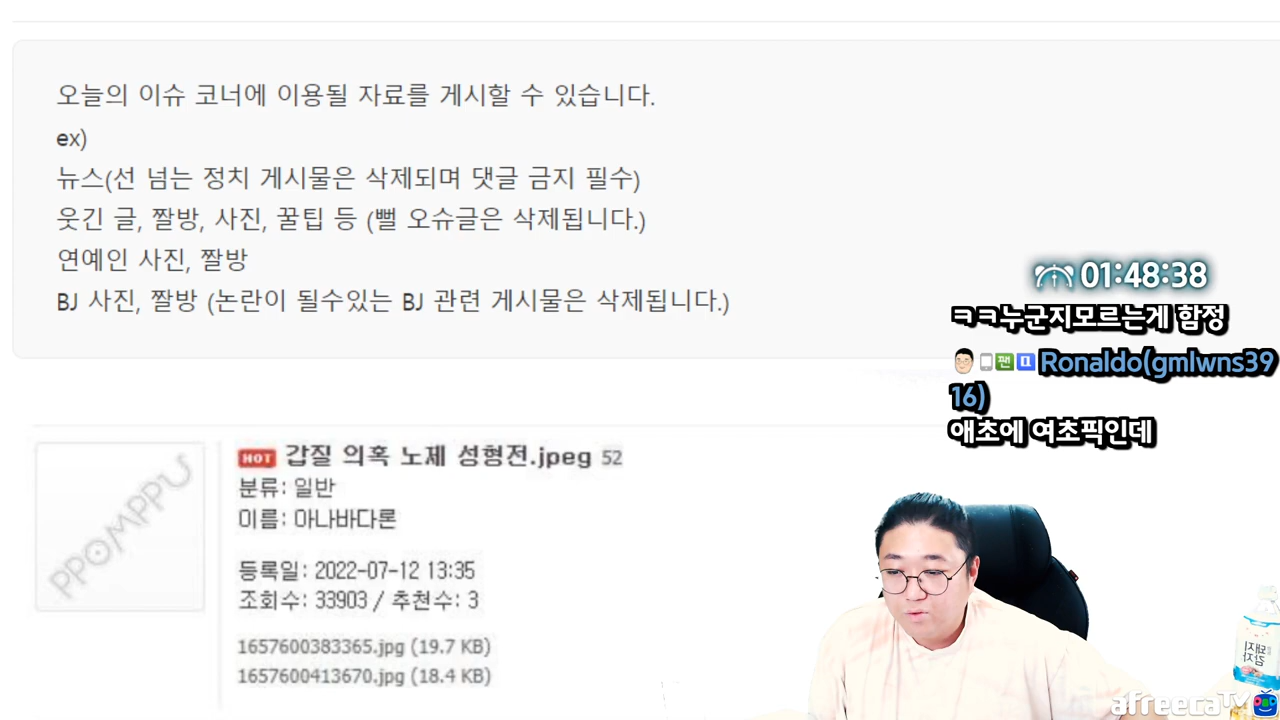 오늘의 이슈 코너에 이용될 자료를 게시할 수 있습니다.
ex)
뉴스(선 넘는 정치 게시물은 삭제되며 댓글 금지 필수)
웃긴 글, 짤방, 사진, 꿀팁 등 (뻘 오슈글은 삭제됩니다.)
연예인 사진, 짤방
BJ 사진, 짤방 (논란이 될수있는 BJ 관련 게시물은 삭제됩니다.)
01:48:38
ㅋㅋ누군지모르는게 함정
팬 Ronaldo(gmlwns39
16)
애초에 여초픽인데
PPOMPPU
HOT 갑질 의혹 노제 성형전.jpeg 52
분류: 일반
이름: 아나바다론
등록일: 2022-07-12 13:35
조회수: 33903 / 추천수: 3
1657600383365.jpg (19.7 KB)
1657600413670.jpg (18.4 KB)
돼지
감자
afreecaTV